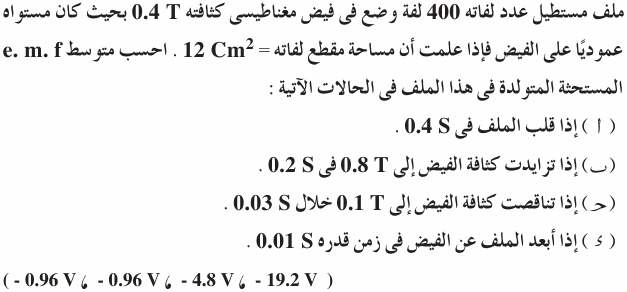 ملف مستطيل عدد لفاته 400 لفة وضع فى فيض مغناطيسى كثافته 0.4 T بحيث كان مستواه
عموديًا على الفيض فإذا علمت أن مساحة مقطع لفاته = 12 Cm² . احسب متوسط e. m. f
المستحثة المتولدة فى هذا الملف فى الحالات الآتية :
( ا ) إذا قلب الملف فى 0.4 S .
(ب) إذا تزايدت كثافة الفيض إلى 0.8 T فى 0.2 S .
(جـ) إذا تناقصت كثافة الفيض إلى 0.1 T خلال 0.03 S .
( د ) إذا أبعد الملف عن الفيض فى زمن قدره 0.01 S .
( - 0.96 V ، - 0.96 V ، - 4.8 V ، - 19.2 V )